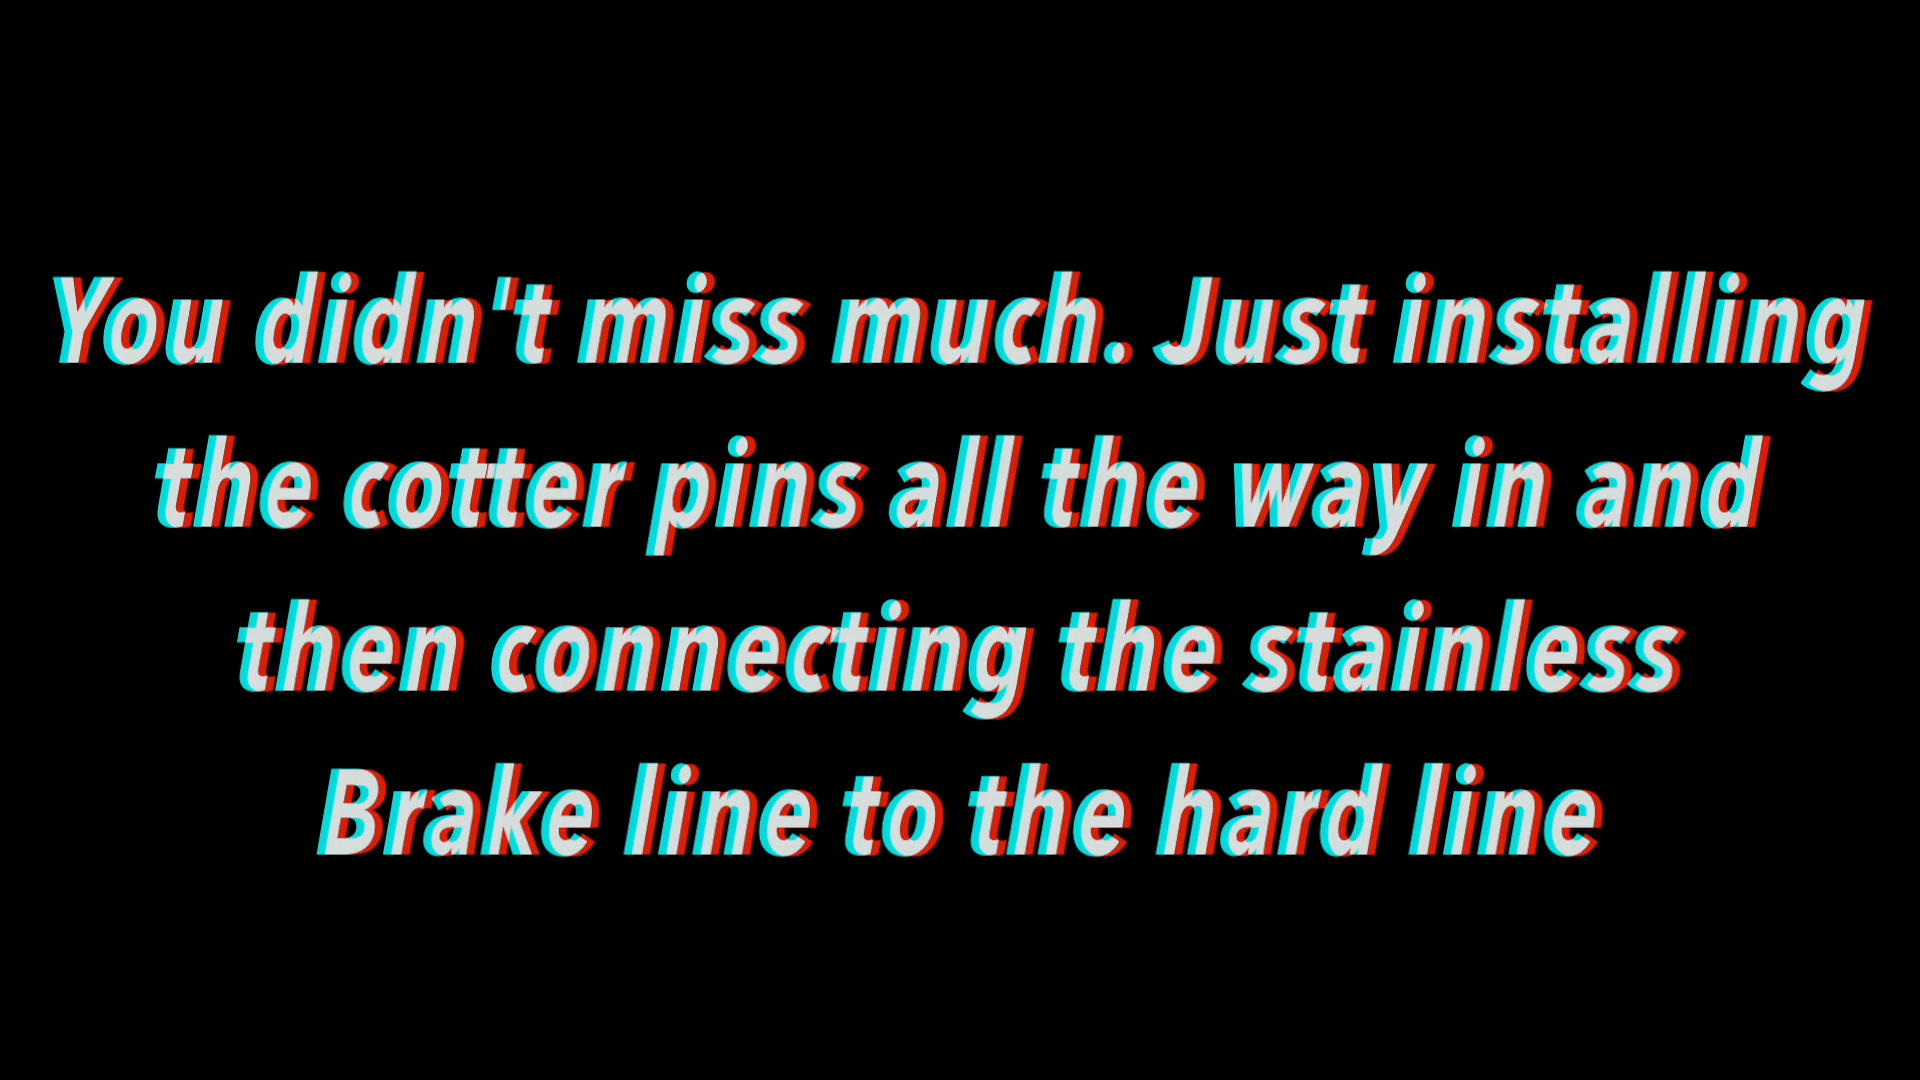 You didn't miss much. Just installing
the cotter pins all the way in and
then connecting the stainless
Brake line to the hard line